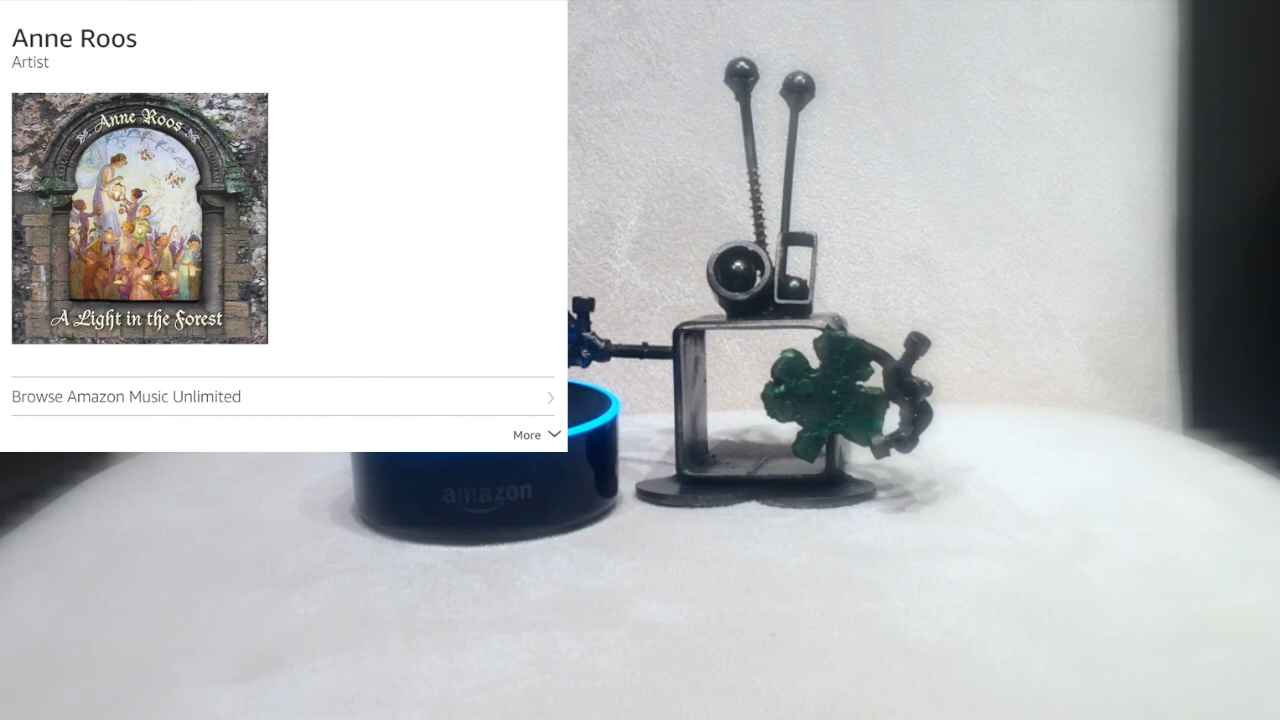 Anne Roos
Artist
Anne Roos
A Light in the Forest
Browse Amazon Music Unlimited
More
amazon